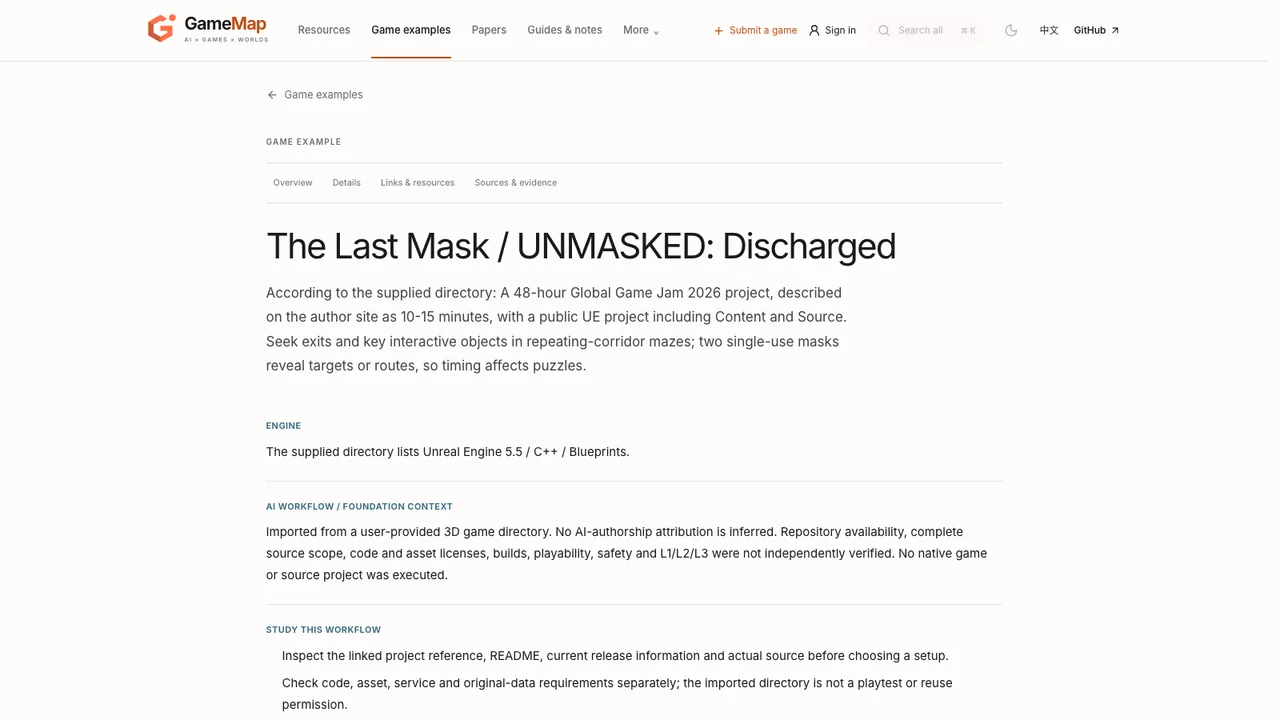 GameMap
AI × GAMES × WORLDS
Resources
Game examples
Papers
Guides & notes
More
Submit a game
Sign in
Search all
⌘ K
中文
GitHub
Game examples
GAME EXAMPLE
Overview
Details
Links & resources
Sources & evidence
The Last Mask / UNMASKED: Discharged
According to the supplied directory: A 48-hour Global Game Jam 2026 project, described
on the author site as 10-15 minutes, with a public UE project including Content and Source.
Seek exits and key interactive objects in repeating-corridor mazes; two single-use masks
reveal targets or routes, so timing affects puzzles.
ENGINE
The supplied directory lists Unreal Engine 5.5 / C++ / Blueprints.
AI WORKFLOW / FOUNDATION CONTEXT
Imported from a user-provided 3D game directory. No AI-authorship attribution is inferred. Repository availability, complete
source scope, code and asset licenses, builds, playability, safety and L1/L2/L3 were not independently verified. No native game
or source project was executed.
STUDY THIS WORKFLOW
Inspect the linked project reference, README, current release information and actual source before choosing a setup.
Check code, asset, service and original-data requirements separately; the imported directory is not a playtest or reuse
permission.